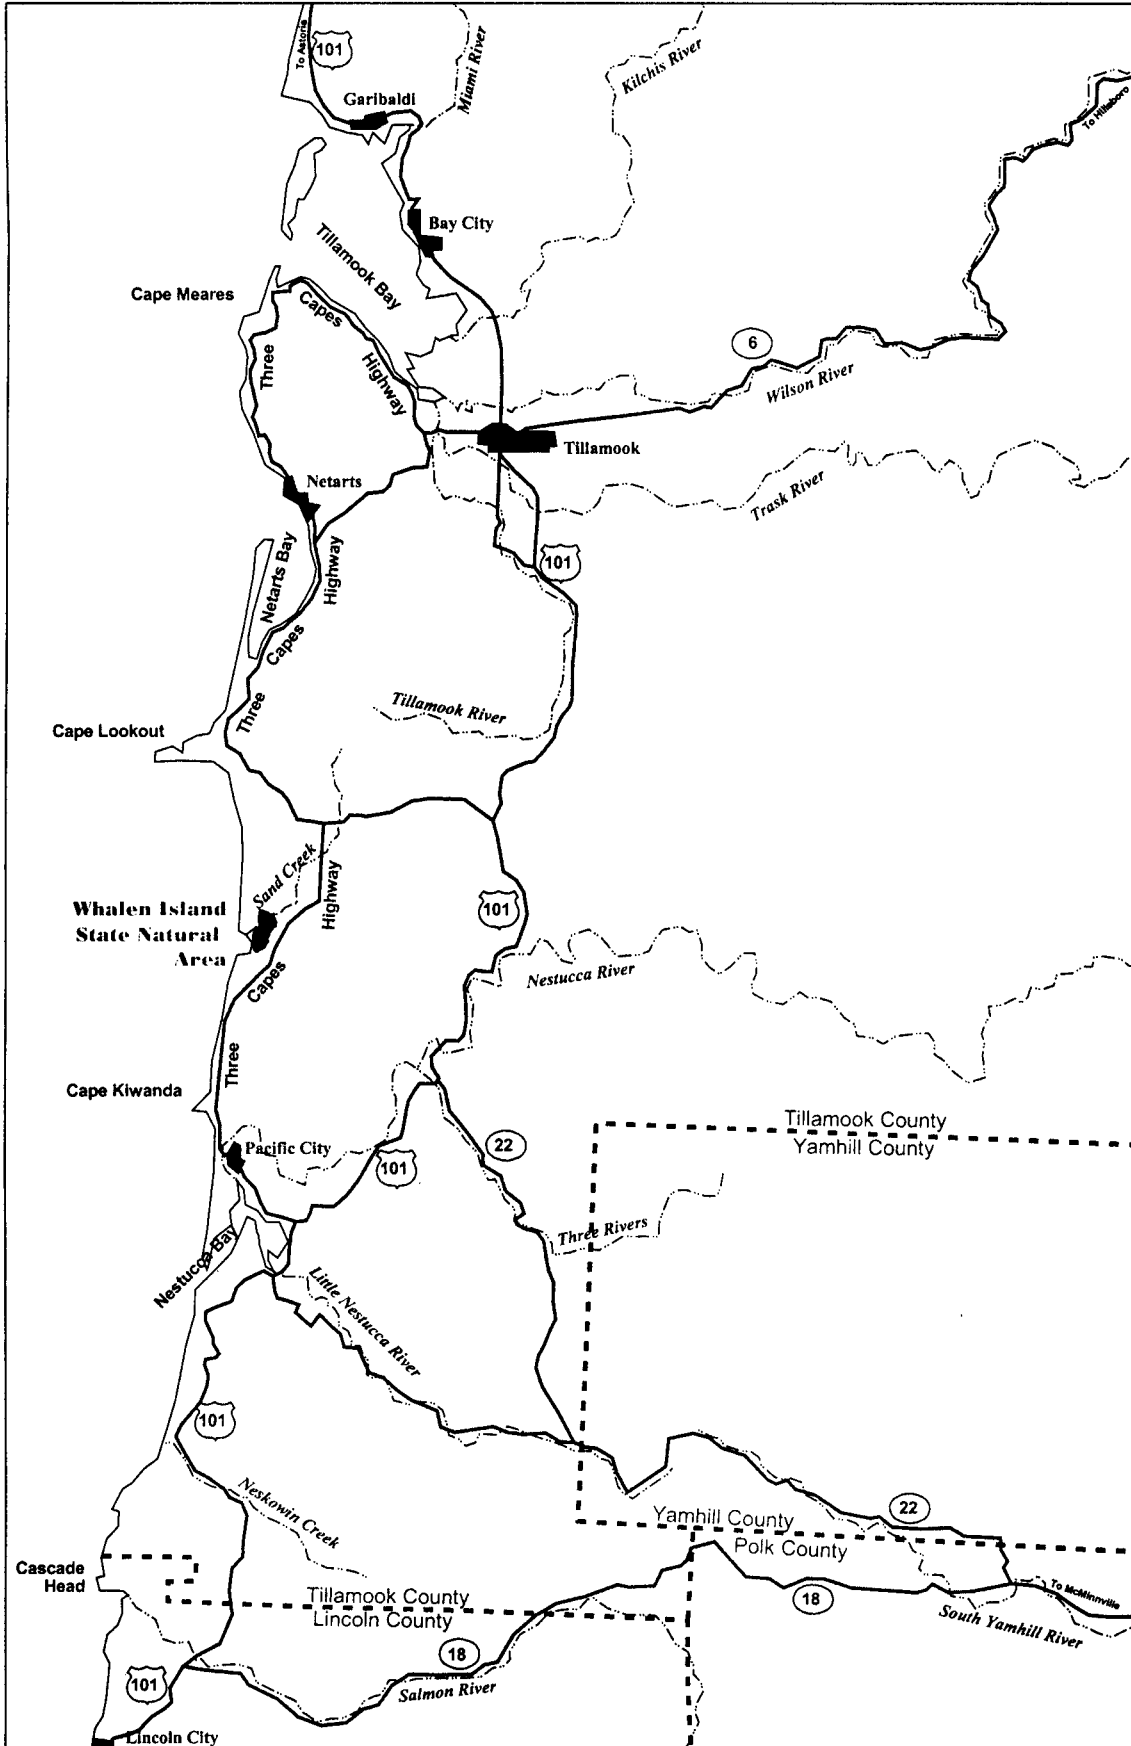 To Astoria
101
Miami River
Kilchis River
Garibaldi
To Hillsboro
Bay City
Tillamook Bay
Cape Meares
Capes
Three
Highway
6
Wilson River
Tillamook
Netarts
Trask River
Netarts Bay
Highway
101
Capes
Three
Tillamook River
Cape Lookout
Sand Creek
Highway
101
Whalen Island
State Natural
Area
Capes
Nestucca River
Three
Cape Kiwanda
Tillamook County
Yamhill County
22
Pacific City
101
Three Rivers
Nestucca Bay
Little Nestucca River
101
Neskowin Creek
22
Yamhill County
Polk County
Cascade
Head
Tillamook County
Lincoln County
18
To McMinnville
South Yamhill River
18
Salmon River
101
Lincoln City